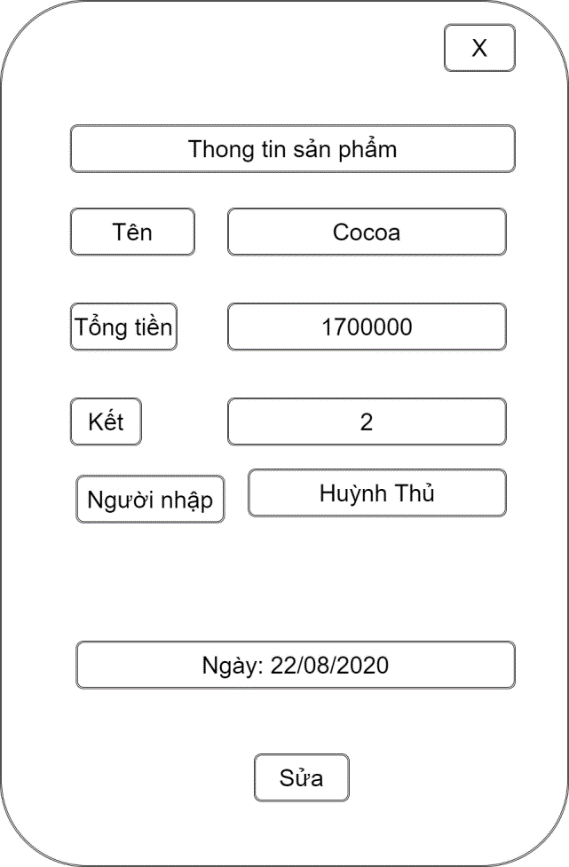 X
Thong tin sản phẩm
Tên
Cocoa
Tổng tiền
1700000
Kết
2
Người nhập
Huỳnh Thủ
Ngày: 22/08/2020
Sửa